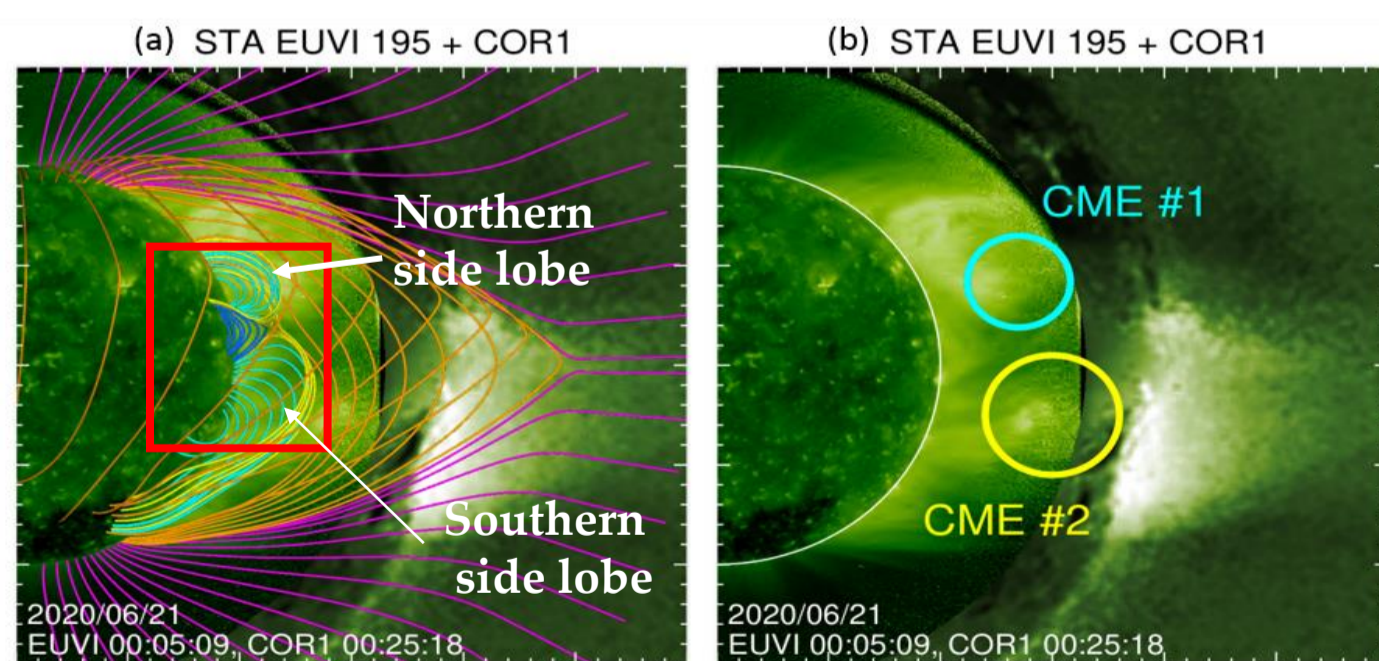 (a) STA EUVI 195 + COR1
Northern
side lobe
Southern
side lobe
2020/06/21
EUVI 00:05:09, COR1 00:25:18
(b) STA EUVI 195 + COR1
CME #1
CME #2
2020/06/21
EUVI 00:05:09, COR1 00:25:18